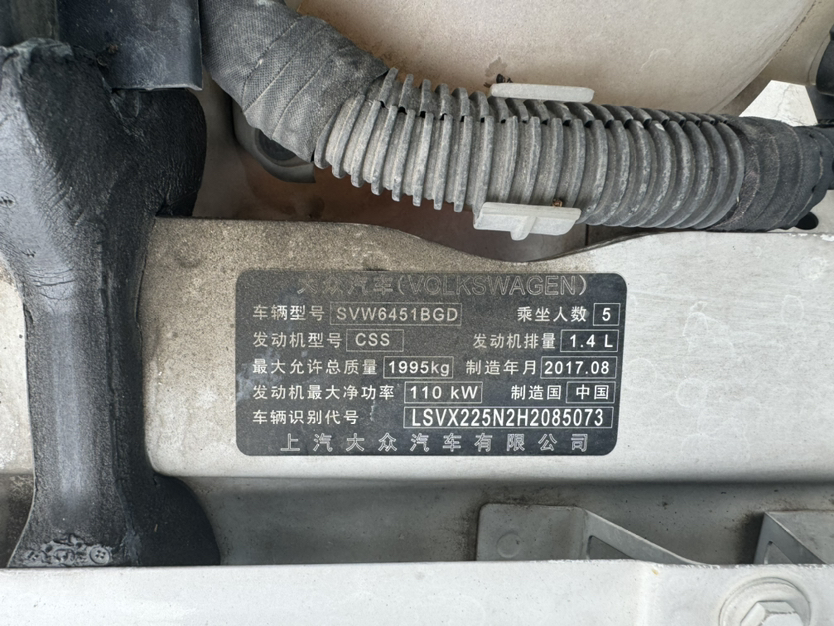 大众汽车(VOLKSWAGEN)
车辆型号 SVW6451BGD 乘坐人数 5
发动机型号 CSS 发动机排量 1.4 L
最大允许总质量 1995kg 制造年月 2017.08
发动机最大净功率 110 kW 制造国 中国
车辆识别代号 LSVX225N2H2085073
上汽大众汽车有限公司